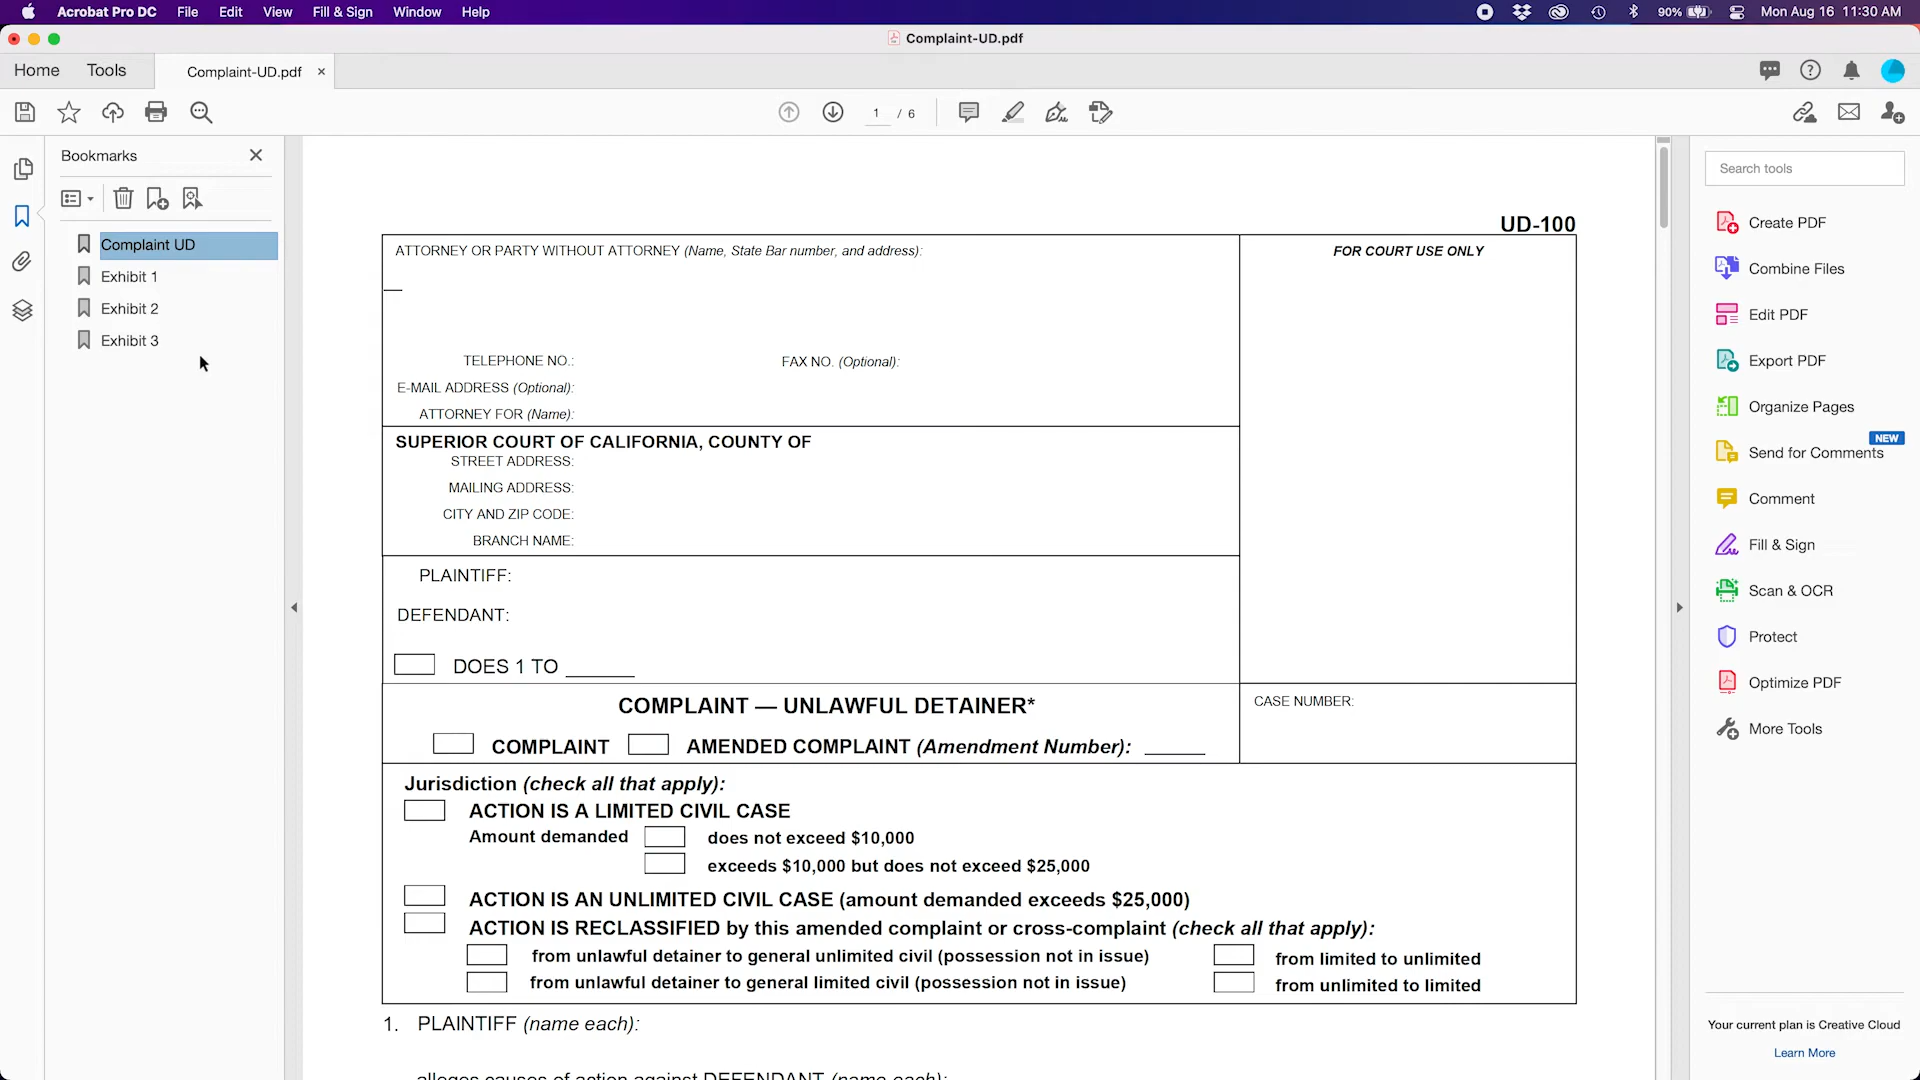 Acrobat Pro DC File Edit View Fill & Sign Window Help 90% Mon Aug 16 11:30 AM
Complaint-UD.pdf
Home Tools Complaint-UD.pdf ×
1 / 6
Bookmarks
Complaint UD
Exhibit 1
Exhibit 2
Exhibit 3
UD-100
ATTORNEY OR PARTY WITHOUT ATTORNEY (Name, State Bar number, and address):
FOR COURT USE ONLY
TELEPHONE NO.: FAX NO. (Optional):
E-MAIL ADDRESS (Optional):
ATTORNEY FOR (Name):
SUPERIOR COURT OF CALIFORNIA, COUNTY OF
STREET ADDRESS:
MAILING ADDRESS:
CITY AND ZIP CODE:
BRANCH NAME:
PLAINTIFF:
DEFENDANT:
DOES 1 TO ______
COMPLAINT — UNLAWFUL DETAINER*
CASE NUMBER:
COMPLAINT AMENDED COMPLAINT (Amendment Number): ______
Jurisdiction (check all that apply):
ACTION IS A LIMITED CIVIL CASE
Amount demanded does not exceed $10,000
exceeds $10,000 but does not exceed $25,000
ACTION IS AN UNLIMITED CIVIL CASE (amount demanded exceeds $25,000)
ACTION IS RECLASSIFIED by this amended complaint or cross-complaint (check all that apply):
from unlawful detainer to general unlimited civil (possession not in issue) from limited to unlimited
from unlawful detainer to general limited civil (possession not in issue) from unlimited to limited
1. PLAINTIFF (name each):
alleges causes of action against DEFENDANT (name each):
Search tools
Create PDF
Combine Files
Edit PDF
Export PDF
Organize Pages
NEW
Send for Comments
Comment
Fill & Sign
Scan & OCR
Protect
Optimize PDF
More Tools
Your current plan is Creative Cloud
Learn More